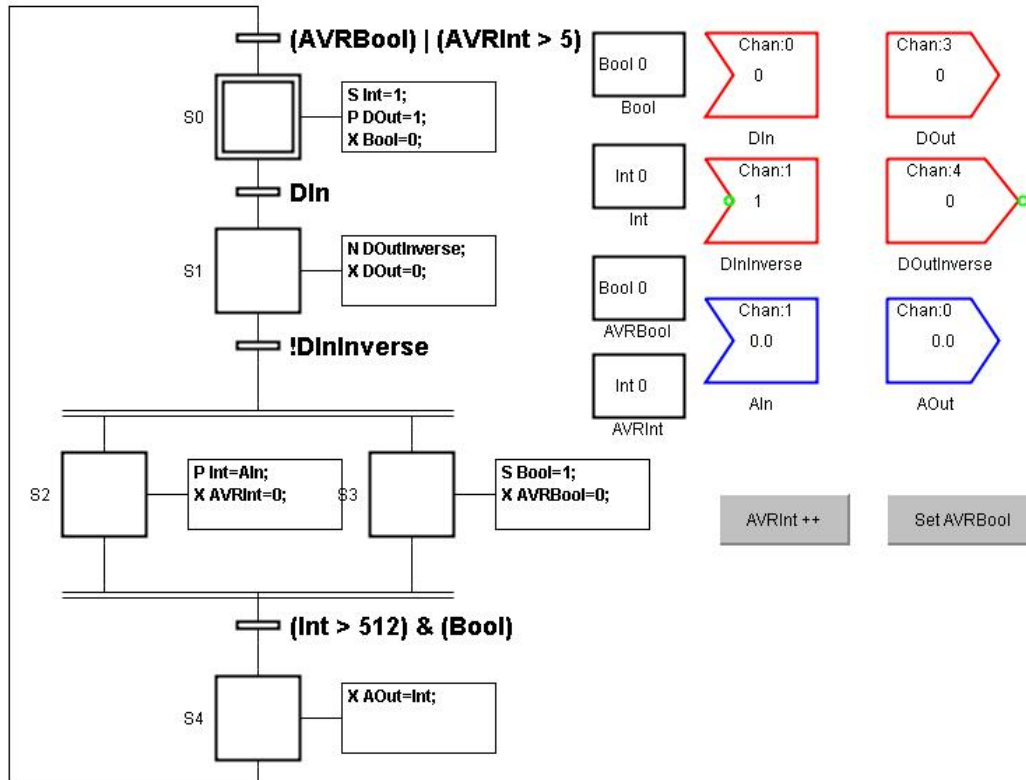 (AVRBool) | (AVRInt > 5)
S0
S Int=1;
P DOut=1;
X Bool=0;
DIn
S1
N DOutInverse;
X DOut=0;
!DInInverse
S2
P Int=AIn;
X AVRInt=0;
S3
S Bool=1;
X AVRBool=0;
(Int > 512) & (Bool)
S4
X AOut=Int;
Bool 0
Bool
Int 0
Int
Bool 0
AVRBool
Int 0
AVRInt
Chan:0
0
DIn
Chan:3
0
DOut
Chan:1
1
DInInverse
Chan:4
0
DOutInverse
Chan:1
0.0
AIn
Chan:0
0.0
AOut
AVRInt ++
Set AVRBool